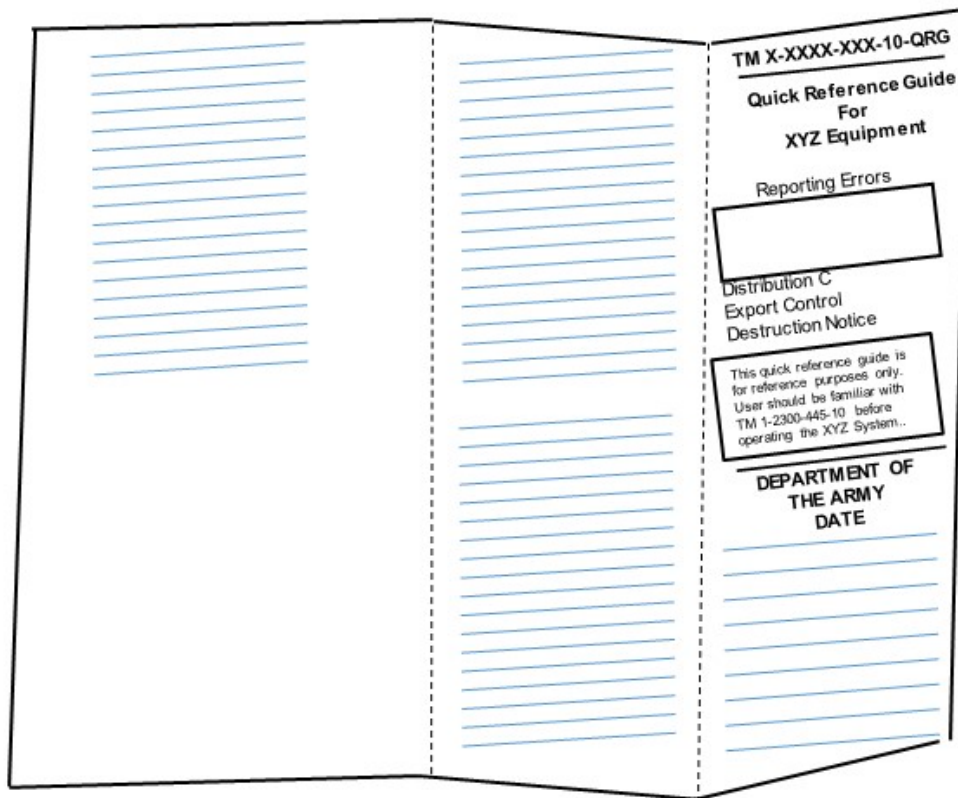 TM X-XXXX-XXX-10-QRG
Quick Reference Guide
For
XYZ Equipment
Reporting Errors
Distribution C
Export Control
Destruction Notice
This quick reference guide is
for reference purposes only.
User should be familiar with
TM 1-2300-445-10 before
operating the XYZ System..
DEPARTMENT OF
THE ARMY
DATE